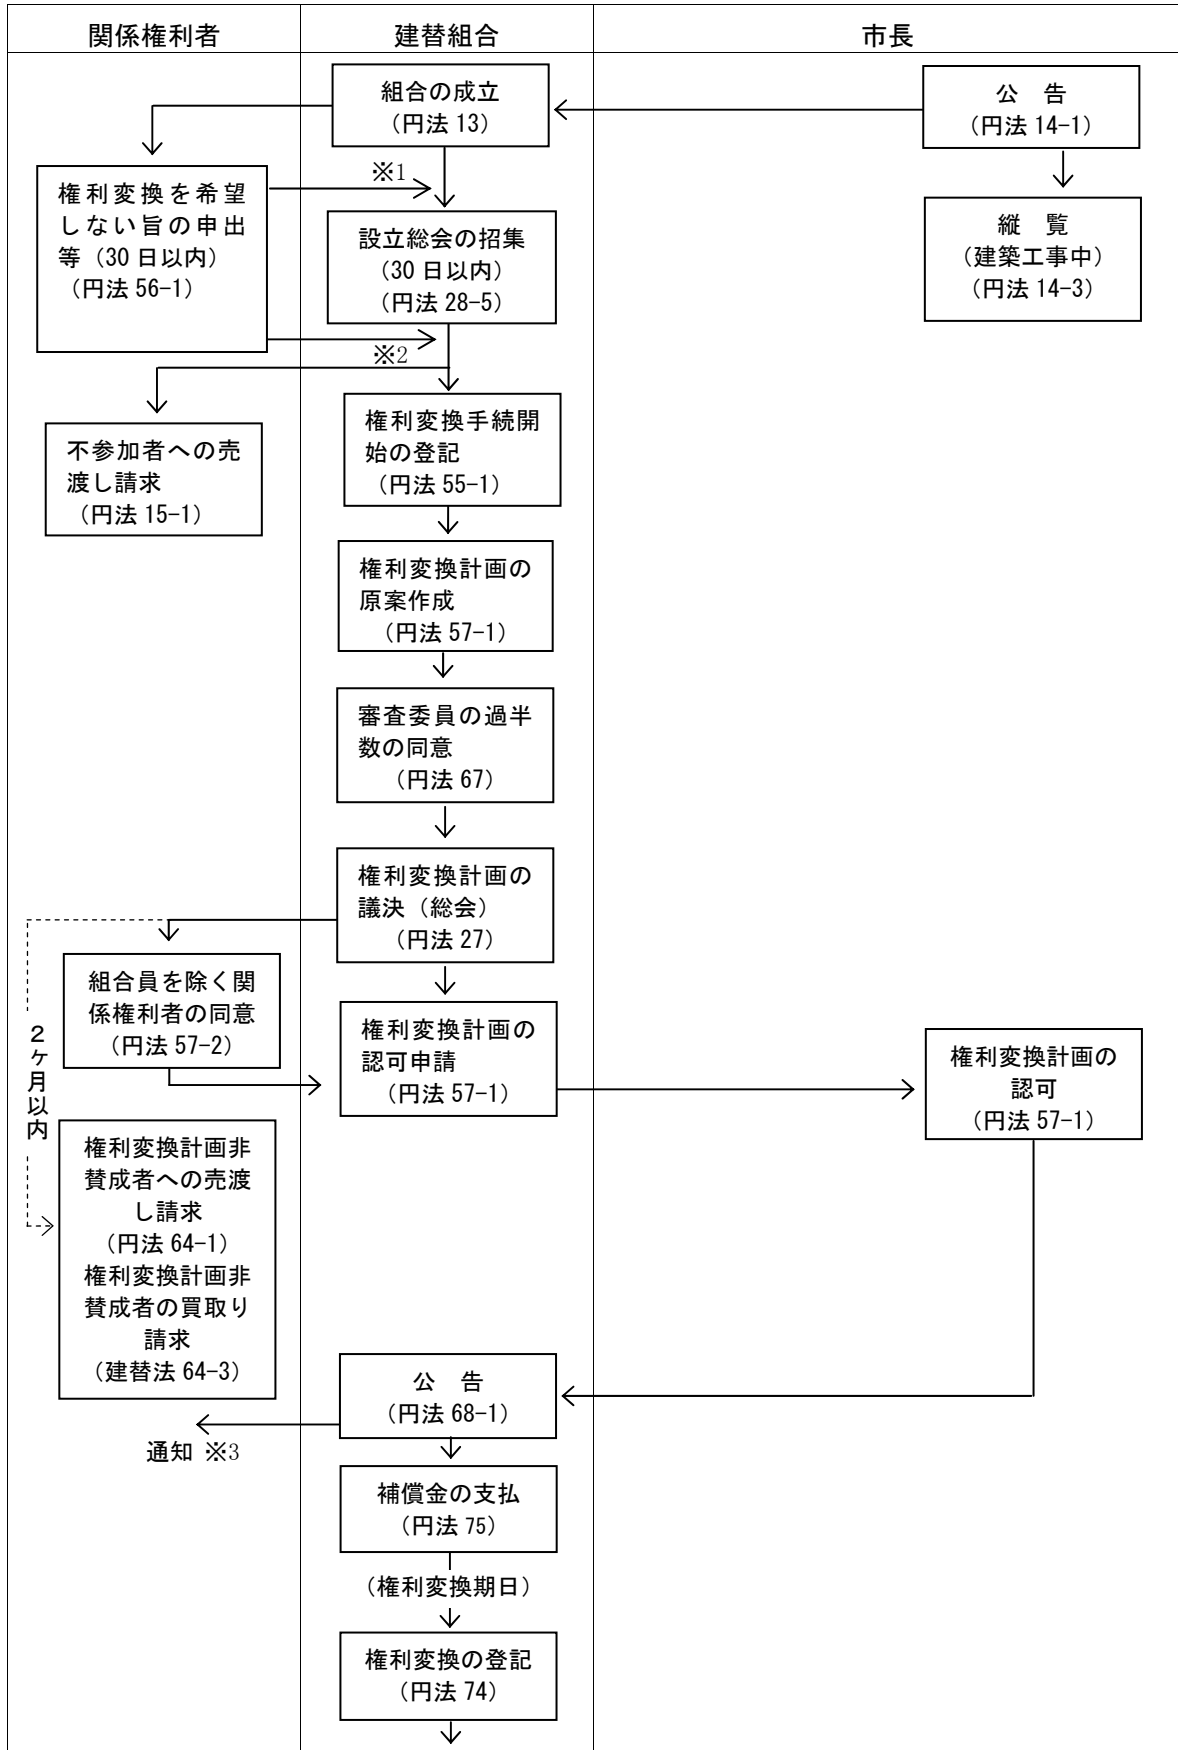 関係権利者
建替組合
市長
組合の成立
（円法 13）
公　告
（円法 14−1）
権利変換を希望
しない旨の申出
等（30 日以内）
（円法 56−1）
※1
設立総会の招集
（30 日以内）
（円法 28−5）
縦　覧
（建築工事中）
（円法 14−3）
※2
不参加者への売
渡し請求
（円法 15−1）
権利変換手続開
始の登記
（円法 55−1）
権利変換計画の
原案作成
（円法 57−1）
審査委員の過半
数の同意
（円法 67）
権利変換計画の
議決（総会）
（円法 27）
組合員を除く関
係権利者の同意
（円法 57−2）
権利変換計画の
認可申請
（円法 57−1）
権利変換計画の
認可
（円法 57−1）
２ヶ月以内
権利変換計画非
賛成者への売渡
し請求
（円法 64−1）
権利変換計画非
賛成者の買取り
請求
（建替法 64−3）
公　告
（円法 68−1）
通知 ※3
補償金の支払
（円法 75）
（権利変換期日）
権利変換の登記
（円法 74）